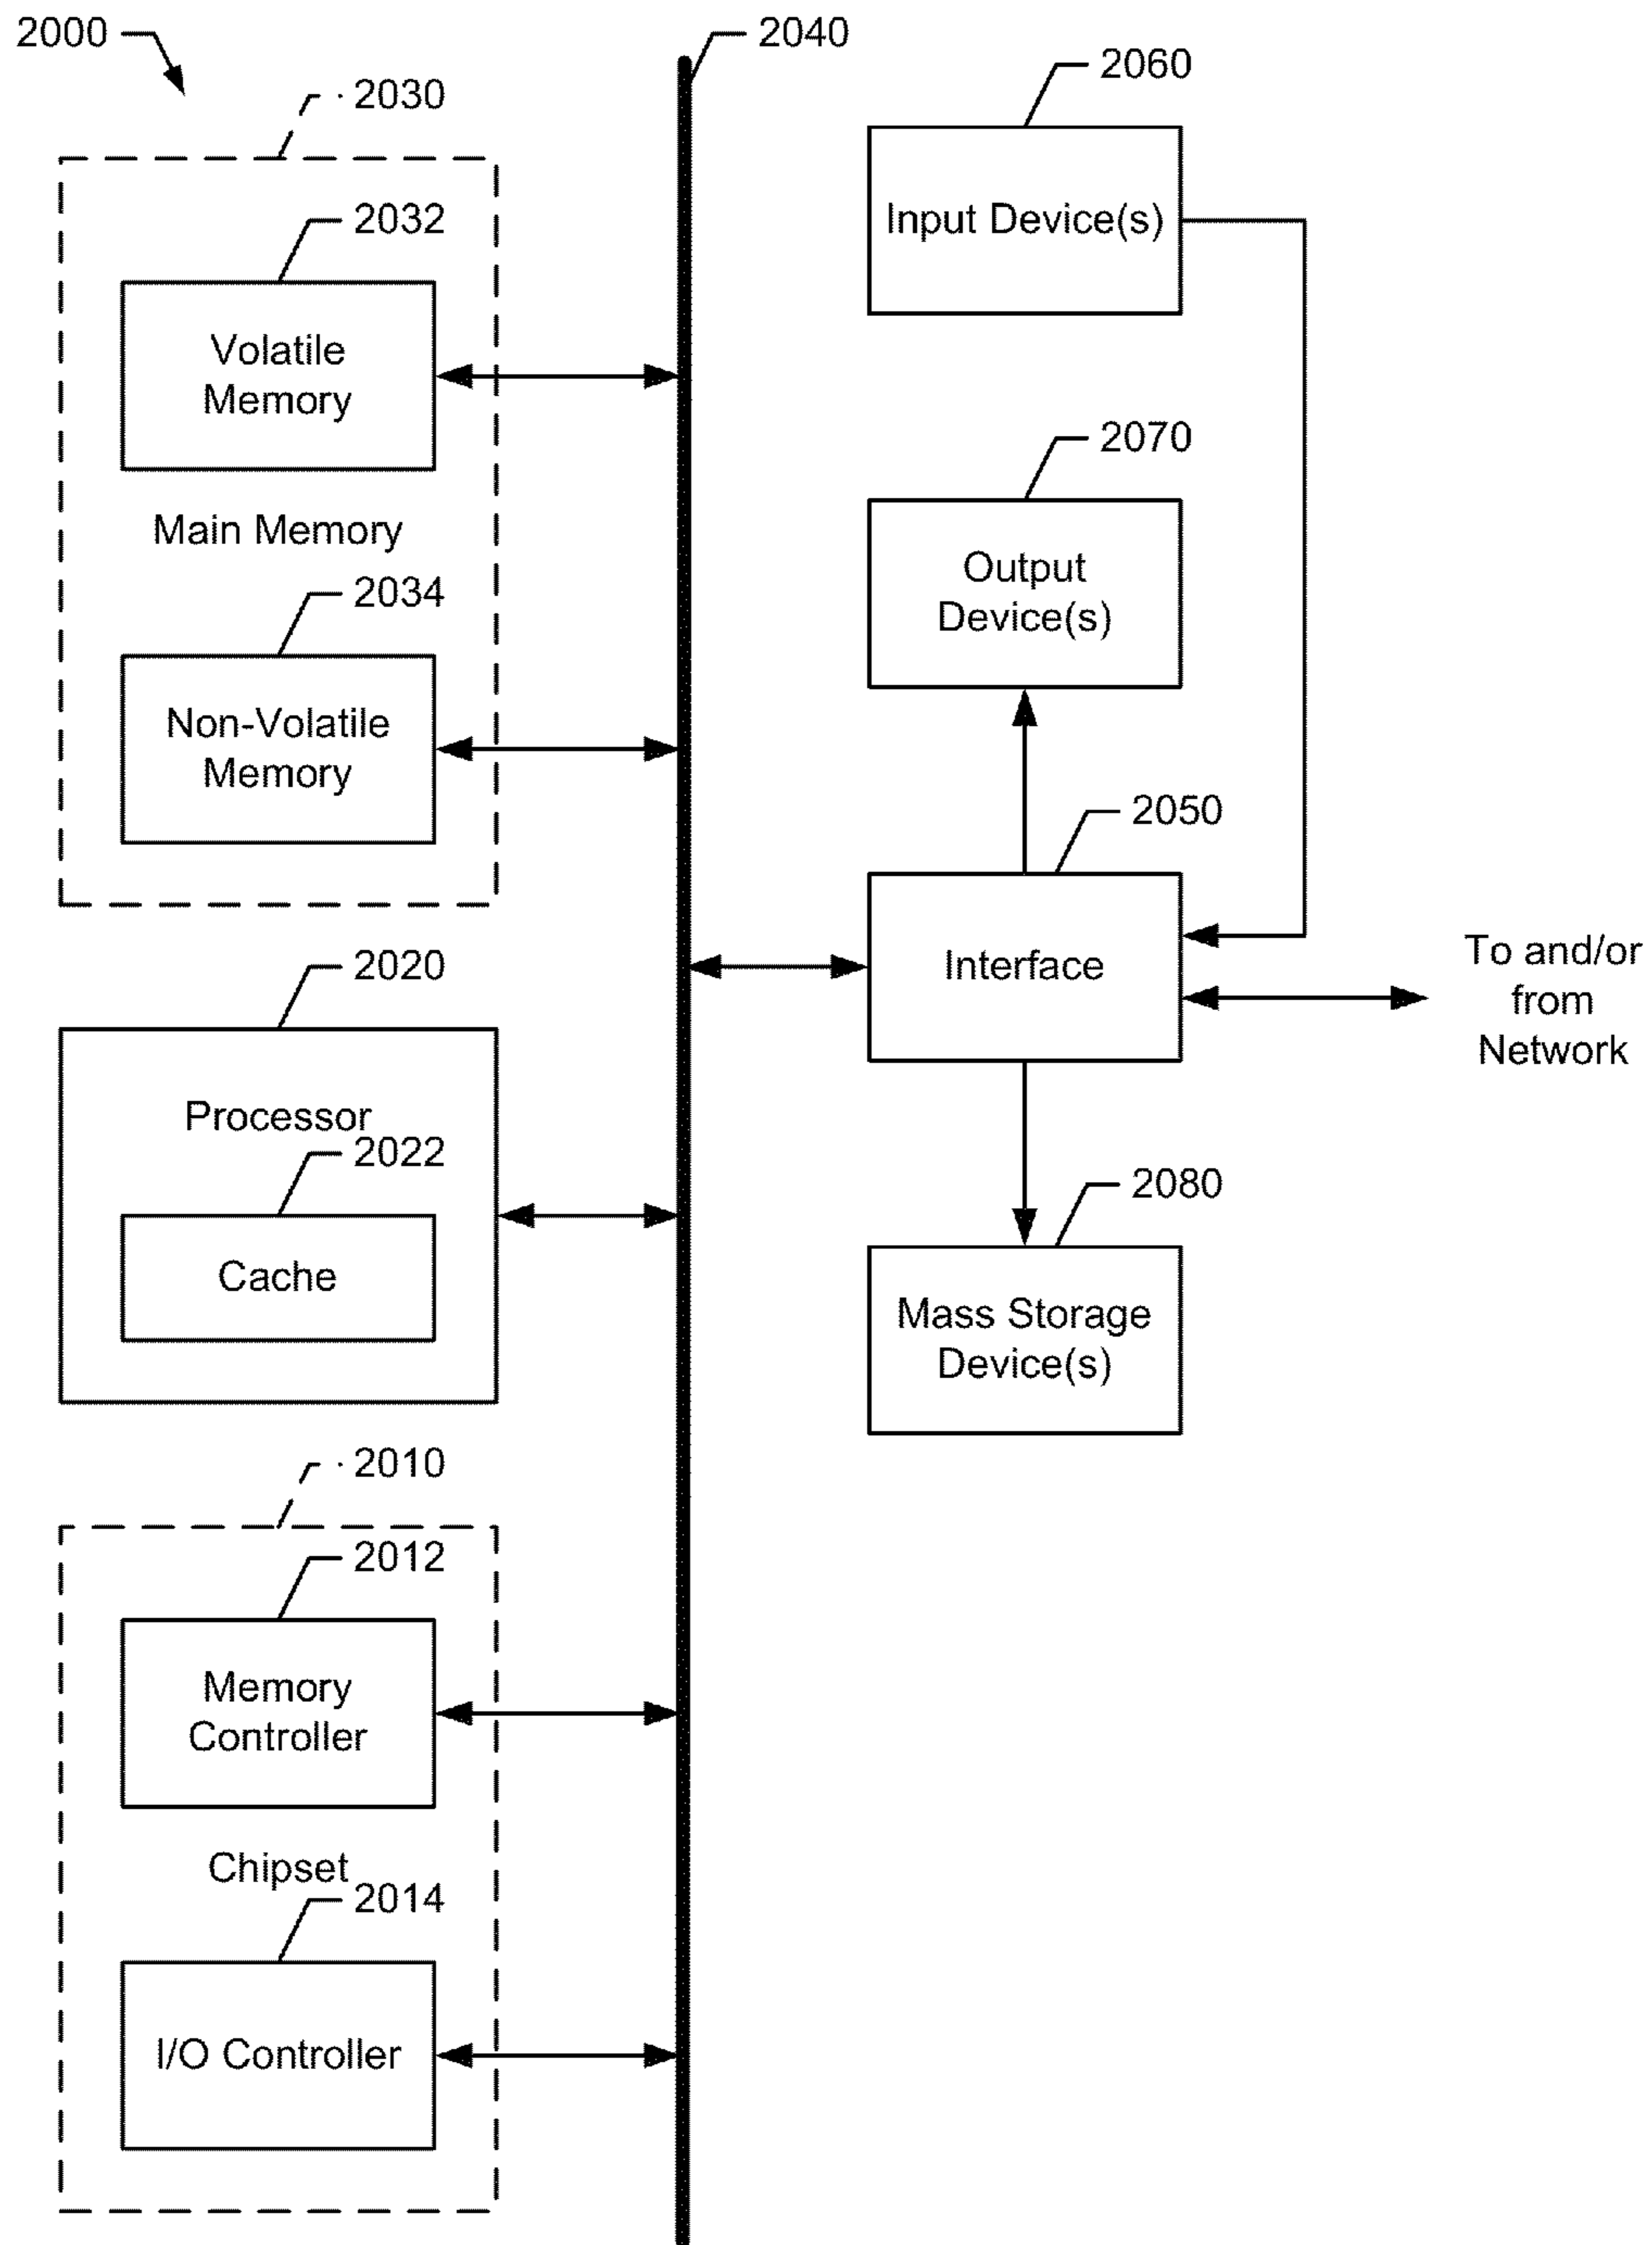 2000
2040
2060
2030
Input Device(s)
2032
Volatile
Memory
Main Memory
2070
Output
Device(s)
2034
Non-Volatile
Memory
2050
Interface
To and/or
from
Network
2020
Processor
2022
Cache
2080
Mass Storage
Device(s)
2010
2012
Memory
Controller
Chipset
2014
I/O Controller